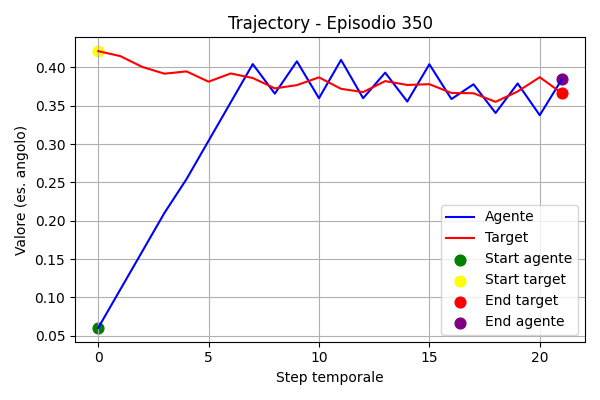 Trajectory - Episodio 350
Valore (es. angolo)
0.40
0.35
0.30
0.25
0.20
0.15
0.10
0.05
0
5
10
15
20
Step temporale
Agente
Target
Start agente
Start target
End target
End agente